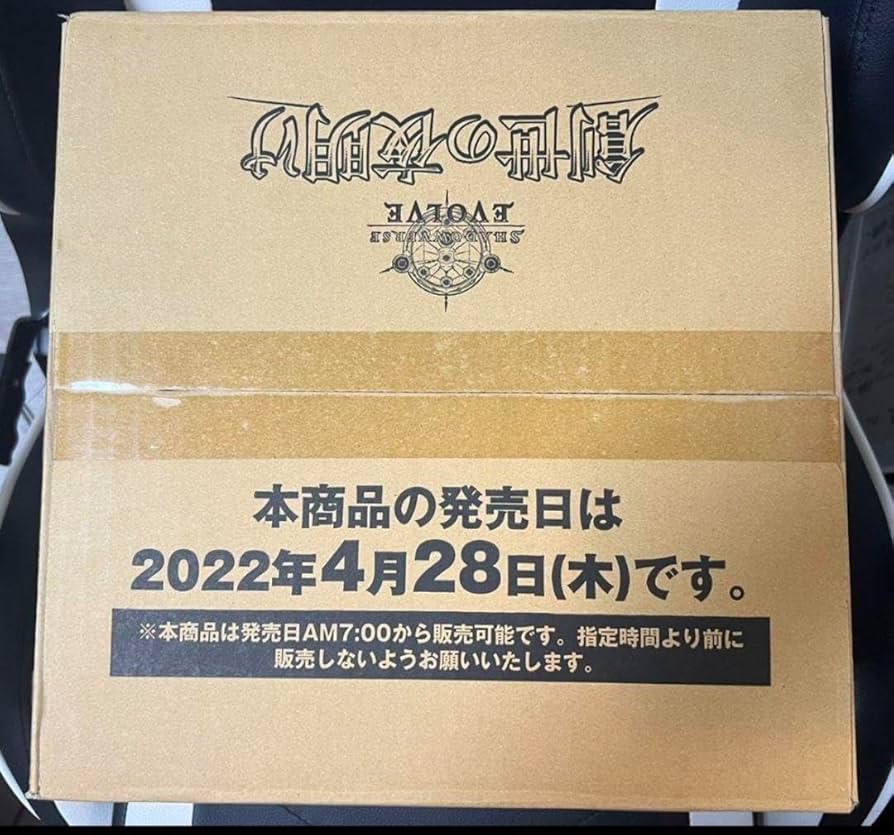 創世の夜明け
SHADOWVERSE
EVOLVE
本商品の発売日は
2022年4月28日(木)です。
※本商品は発売日AM7:00から販売可能です。指定時間より前に
販売しないようお願いいたします。